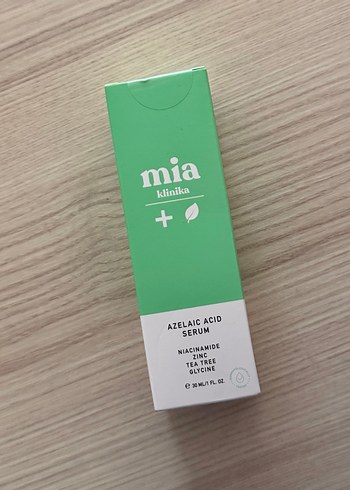 mia
klinika
AZELAIC ACID
SERUM
NIACINAMIDE
ZINC
TEA TREE
GLYCINE
℮ 30 ML/1 FL. OZ.